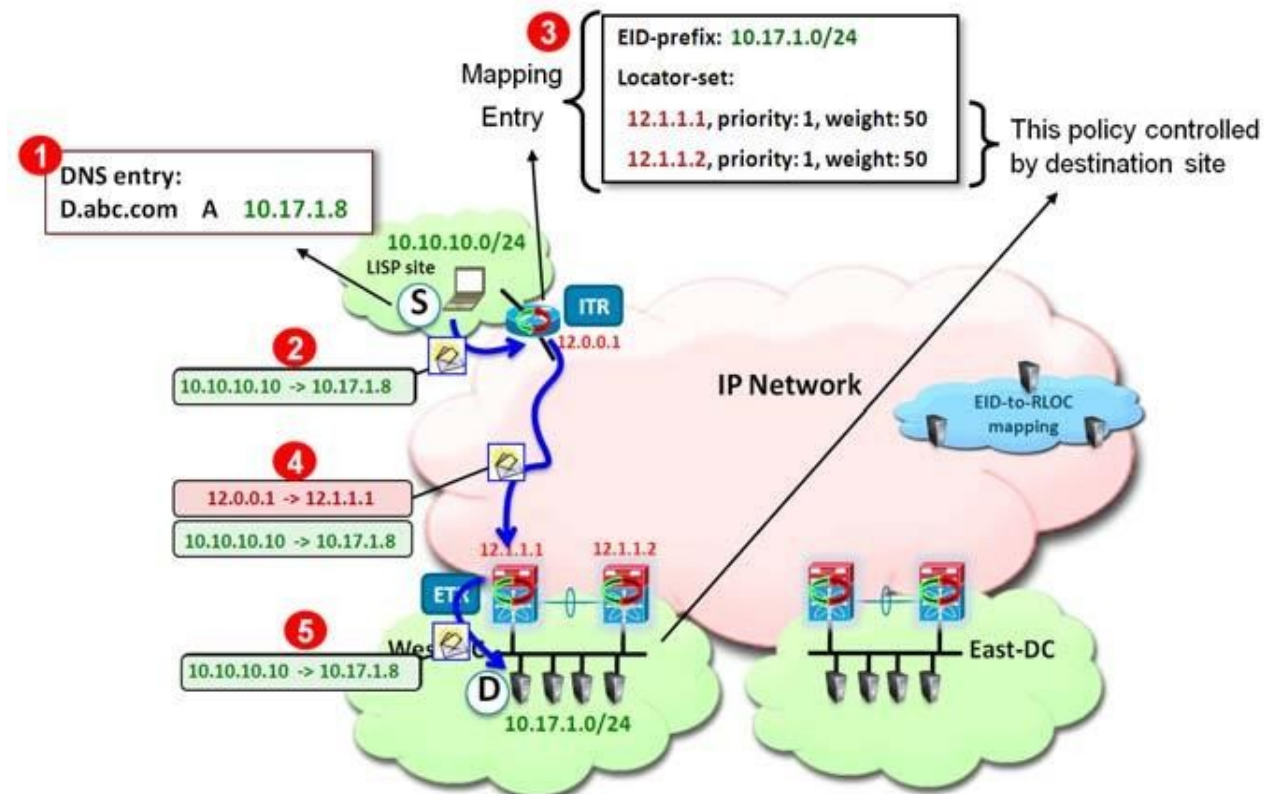 3
Mapping
Entry
EID-prefix: 10.17.1.0/24
Locator-set:
12.1.1.1, priority: 1, weight: 50
12.1.1.2, priority: 1, weight: 50
This policy controlled
by destination site
1
DNS entry:
D.abc.com A 10.17.1.8
10.10.10.0/24
LISP site
S
ITR
12.0.0.1
2
10.10.10.10 -> 10.17.1.8
IP Network
EID-to-RLOC
mapping
4
12.0.0.1 -> 12.1.1.1
10.10.10.10 -> 10.17.1.8
12.1.1.1
12.1.1.2
ETR
5
10.10.10.10 -> 10.17.1.8
D
10.17.1.0/24
East-DC